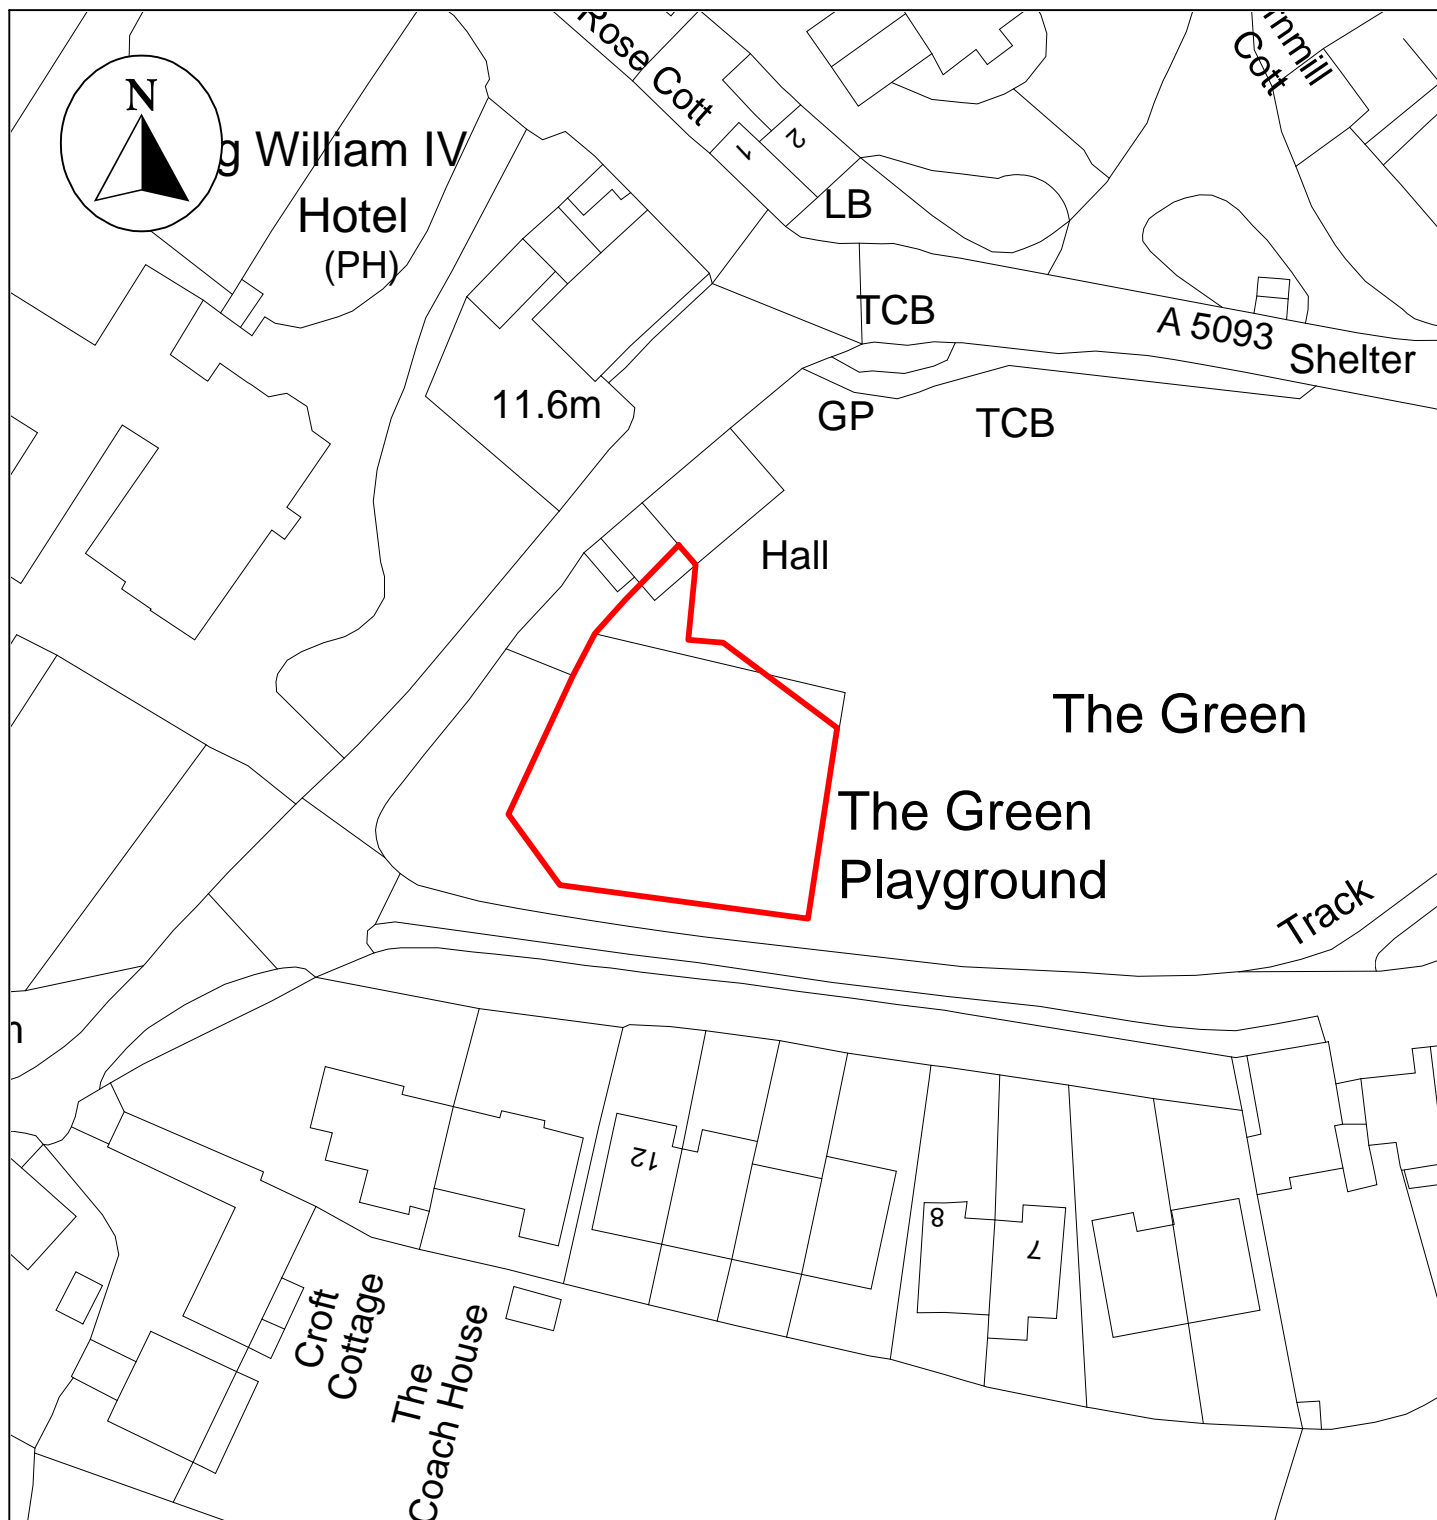 Rose Cott
Cott
N
g William IV
Hotel
(PH)
1
2
LB
TCB
A 5093
Shelter
11.6m
GP
TCB
Hall
The Green
The Green
Playground
Track
12
8
7
Croft
Cottage
The
Coach House